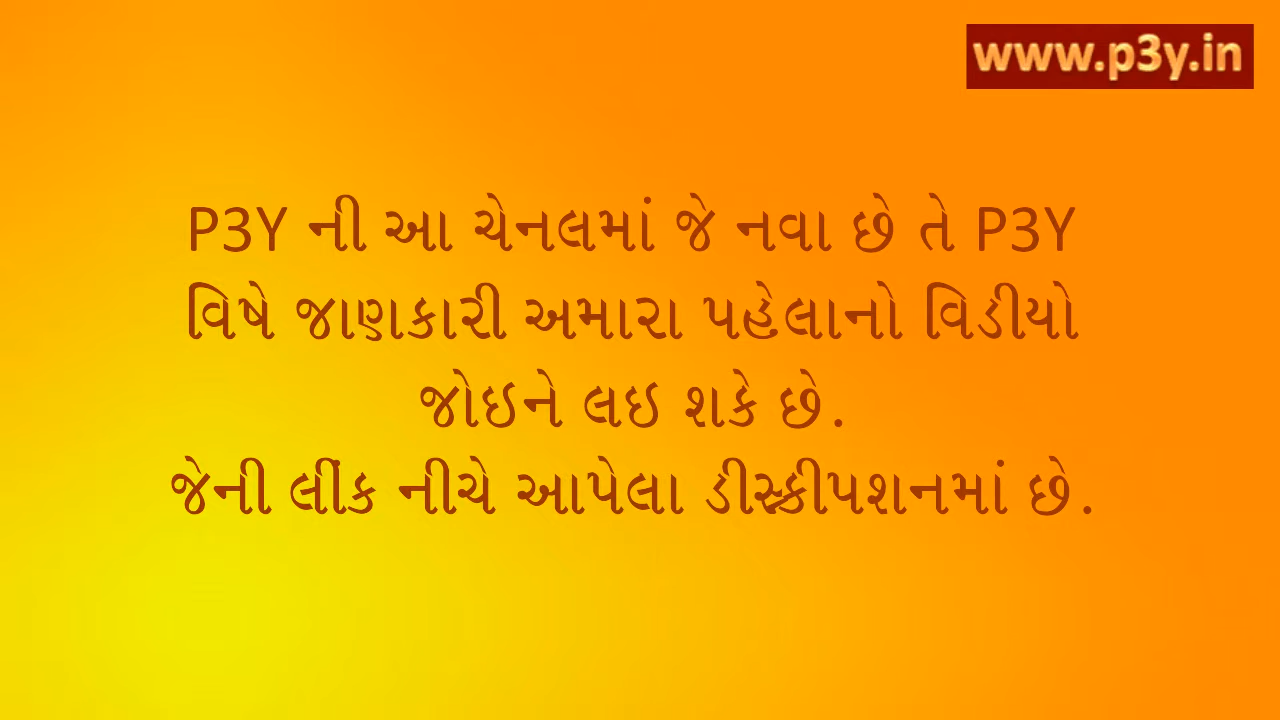 www.p3y.in
P3Y ની આ ચેનલમાં જે નવા છે તે P3Y
વિષે જાણકારી અમારા પહેલાનો વિડીયો
જોઇને લઇ શકે છે.
જેની લીંક નીચે આપેલા ડીસ્ક્રીપશનમાં છે.